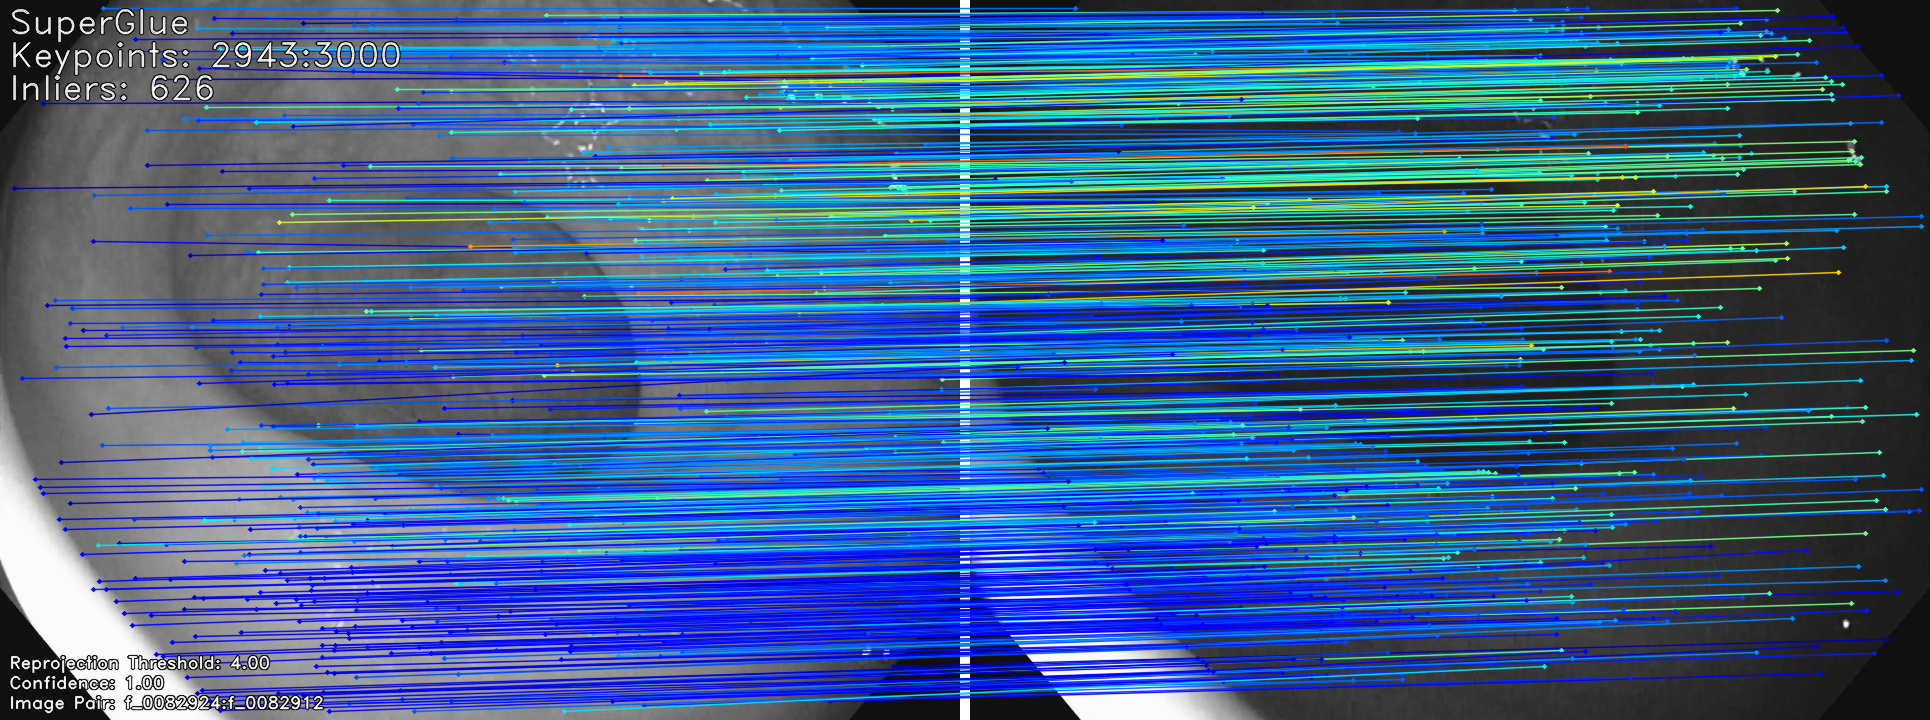 SuperGlue
Keypoints: 2943:3000
Inliers: 626
Reprojection Threshold: 4.00
Confidence: 1.00
Image Pair: f_0082924:f_0082912